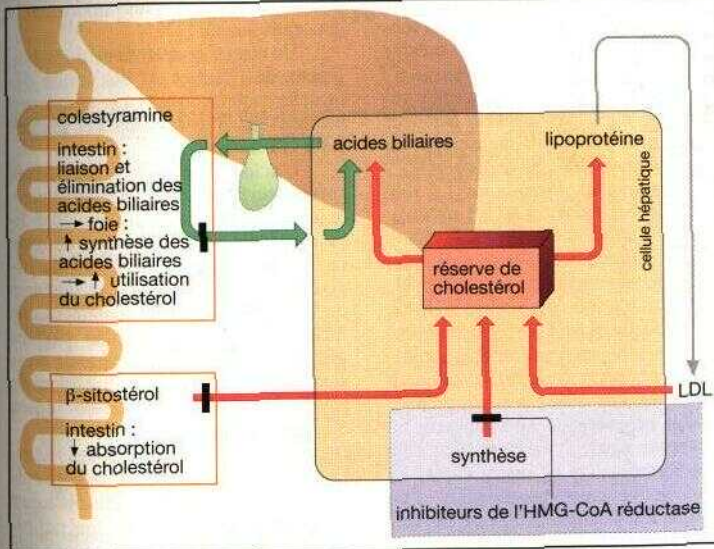 colestyramine
intestin :
liaison et
élimination des
acides biliaires
→ foie :
↑ synthèse des
acides biliaires
→ ↑ utilisation
du cholestérol
β-sitostérol
intestin :
↓ absorption
du cholestérol
acides biliaires
lipoprotéine
cellule hépatique
réserve de
cholestérol
LDL
synthèse
inhibiteurs de l'HMG-CoA réductase